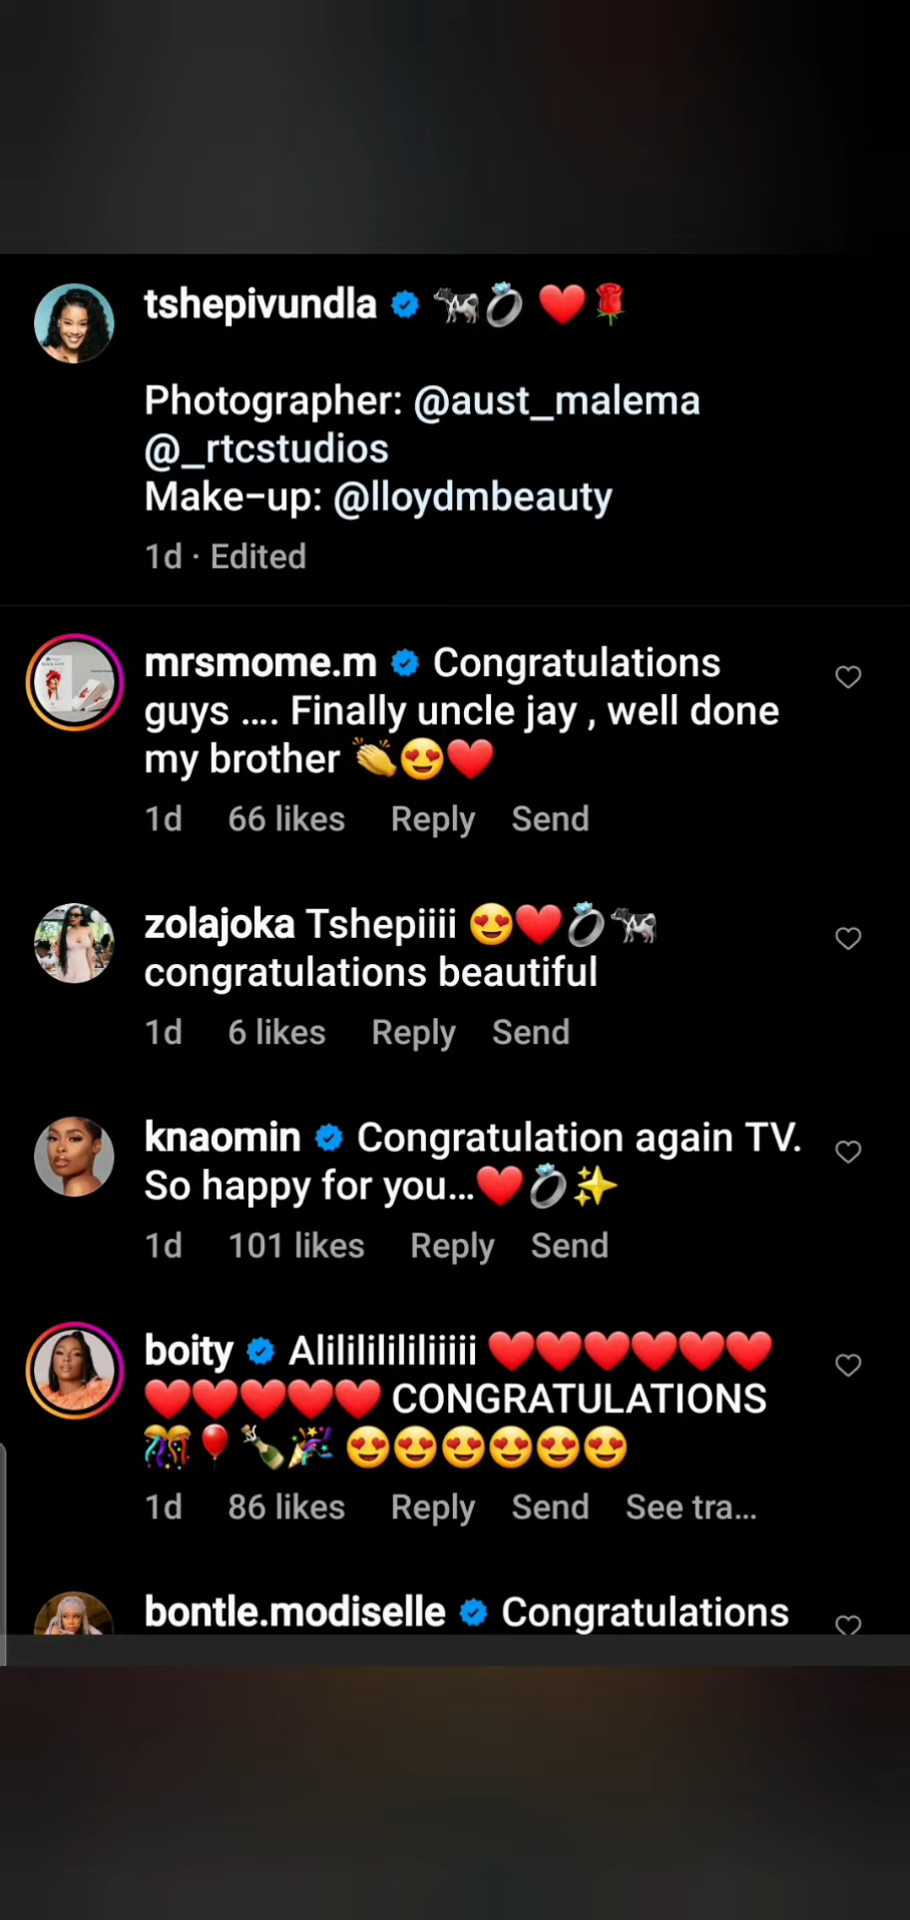 tshepivundla 🐄💍 ❤️🌹
Photographer: @aust_malema
@_rtcstudios
Make-up: @lloydmbeauty
1d · Edited
mrsmome.m Congratulations
guys .... Finally uncle jay , well done
my brother 👏😍❤️
1d 66 likes Reply Send
zolajoka Tshepiiii 😍❤️💍🐄
congratulations beautiful
1d 6 likes Reply Send
knaomin Congratulation again TV.
So happy for you...❤️💍✨
1d 101 likes Reply Send
boity Alilililililiiiii ❤️❤️❤️❤️❤️❤️
❤️❤️❤️❤️❤️ CONGRATULATIONS
🎊🎈🍾🎉 😍😍😍😍😍😍
1d 86 likes Reply Send See tra...
bontle.modiselle Congratulations